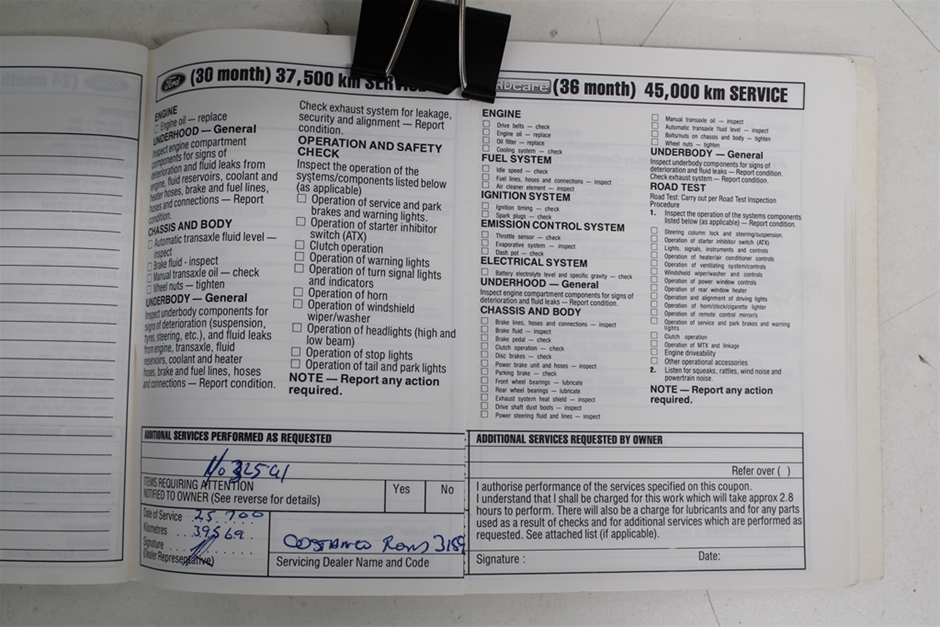 Ford (30 month) 37,500 km SERVICE
ENGINE
Engine oil — replace
UNDERHOOD — General
Inspect engine compartment
components for signs of
deterioration and fluid leaks from
engine, fluid reservoirs, coolant and
heater hoses, brake and fuel lines,
hoses and connections — Report
condition.
CHASSIS AND BODY
Automatic transaxle fluid level —
inspect
Brake fluid - inspect
Manual transaxle oil — check
Wheel nuts — tighten
UNDERBODY — General
Inspect underbody components for
signs of deterioration (suspension,
tyres, steering, etc.), and fluid leaks
from engine, transaxle, fluid
reservoirs, coolant and heater
hoses, brake and fuel lines, hoses
and connections — Report condition.
Check exhaust system for leakage,
security and alignment — Report
condition.
OPERATION AND SAFETY
CHECK
Inspect the operation of the
systems/components listed below
(as applicable)
Operation of service and park
brakes and warning lights.
Operation of starter inhibitor
switch (ATX)
Clutch operation
Operation of warning lights
Operation of turn signal lights
and indicators
Operation of horn
Operation of windshield
wiper/washer
Operation of headlights (high and
low beam)
Operation of stop lights
Operation of tail and park lights
NOTE — Report any action
required.
ADDITIONAL SERVICES PERFORMED AS REQUESTED
ITEMS REQUIRING ATTENTION
NOTIFIED TO OWNER (See reverse for details)
Yes No
Date of Service 25.7.00
Kilometres 39569
Signature
(Dealer Representative)
Servicing Dealer Name and Code
care (36 month) 45,000 km SERVICE
ENGINE
Drive belts — check
Engine oil — replace
Oil filter — replace
Cooling system — check
FUEL SYSTEM
Idle speed — check
Fuel lines, hoses and connections — inspect
Air cleaner element — inspect
IGNITION SYSTEM
Ignition timing — check
Spark plugs — check
EMISSION CONTROL SYSTEM
Throttle sensor — check
Evaporative system — inspect
Dash pot — check
ELECTRICAL SYSTEM
Battery electrolyte level and specific gravity — check
UNDERHOOD — General
Inspect engine compartment components for signs of
deterioration and fluid leaks — Report condition.
CHASSIS AND BODY
Brake lines, hoses and connections — inspect
Brake fluid — inspect
Brake pedal — check
Clutch operation — check
Disc brakes — check
Power brake unit and hoses — inspect
Parking brake — check
Front wheel bearings — lubricate
Rear wheel bearings — lubricate
Exhaust system heat shield — inspect
Drive shaft dust boots — inspect
Power steering fluid and lines — inspect
Manual transaxle oil — inspect
Automatic transaxle fluid level — inspect
Bolts/nuts on chassis and body — tighten
Wheel nuts — tighten
UNDERBODY — General
Inspect underbody components for signs of
deterioration and fluid leaks — Report condition.
Check exhaust system — Report condition.
ROAD TEST
Road Test: Carry out per Road Test Inspection
Procedure
1. Inspect the operation of the systems components
listed below (as applicable) — Report condition.
Steering column lock and steering/suspension.
Operation of starter inhibitor switch (ATX)
Lights, signals, instruments and controls
Operation of heater/air conditioner controls
Operation of ventilating system/controls
Windshield wiper/washer and controls
Operation of power window controls
Operation of rear window heater
Operation and alignment of driving lights
Operation of horn/clock/cigarette lighter
Operation of remote control mirrors
Operation of service and park brakes and warning
lights
Clutch operation
Operation of MTX and linkage
Engine driveability
Other operational accessories
2. Listen for squeaks, rattles, wind noise and
powertrain noise.
NOTE — Report any action
required.
ADDITIONAL SERVICES REQUESTED BY OWNER
Refer over ( )
I authorise performance of the services specified on this coupon.
I understand that I shall be charged for this work which will take approx 2.8
hours to perform. There will also be a charge for lubricants and for any parts
used as a result of checks and for additional services which are performed as
requested. See attached list (if applicable).
Signature : Date: